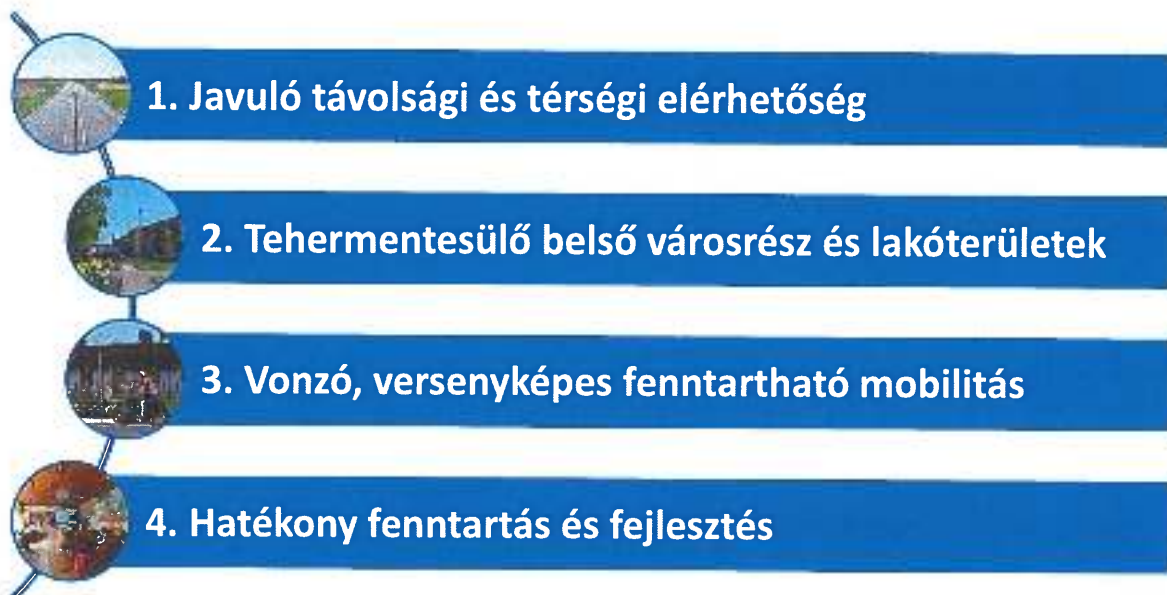 1. Javuló távolsági és térségi elérhetőség
2. Tehermentesülő belső városrész és lakóterületek
3. Vonzó, versenyképes fenntartható mobilitás
4. Hatékony fenntartás és fejlesztés